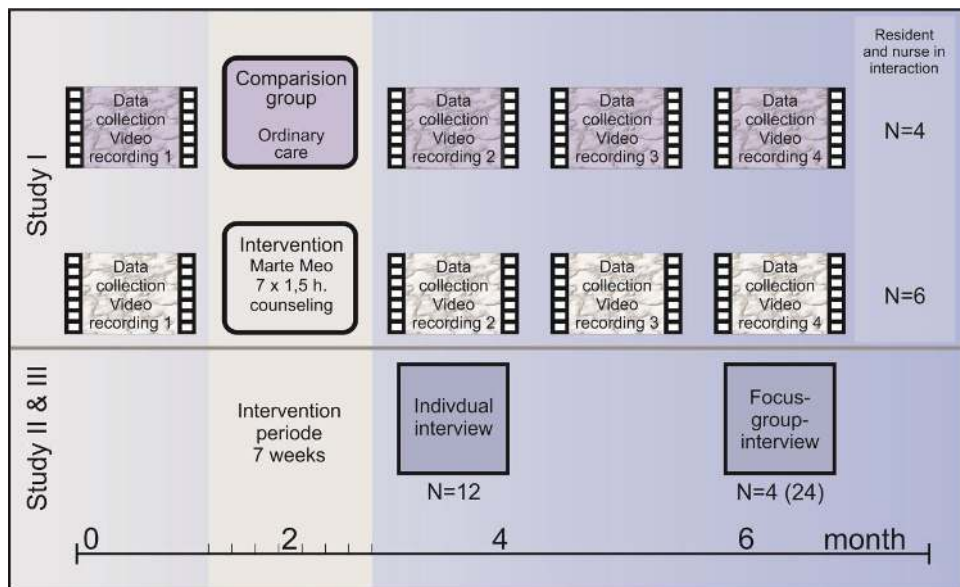 Study I
Data
collection
Video
recording 1
Comparision
group
Ordinary
care
Data
collection
Video
recording 2
Data
collection
Video
recording 3
Data
collection
Video
recording 4
Resident
and nurse in
interaction
N=4
Data
collection
Video
recording 1
Intervention
Marte Meo
7 x 1,5 h.
counseling
Data
collection
Video
recording 2
Data
collection
Video
recording 3
Data
collection
Video
recording 4
N=6
Study II & III
Intervention
periode
7 weeks
Indivdual
interview
N=12
Focus-
group-
interview
N=4 (24)
0 2 4 6 month